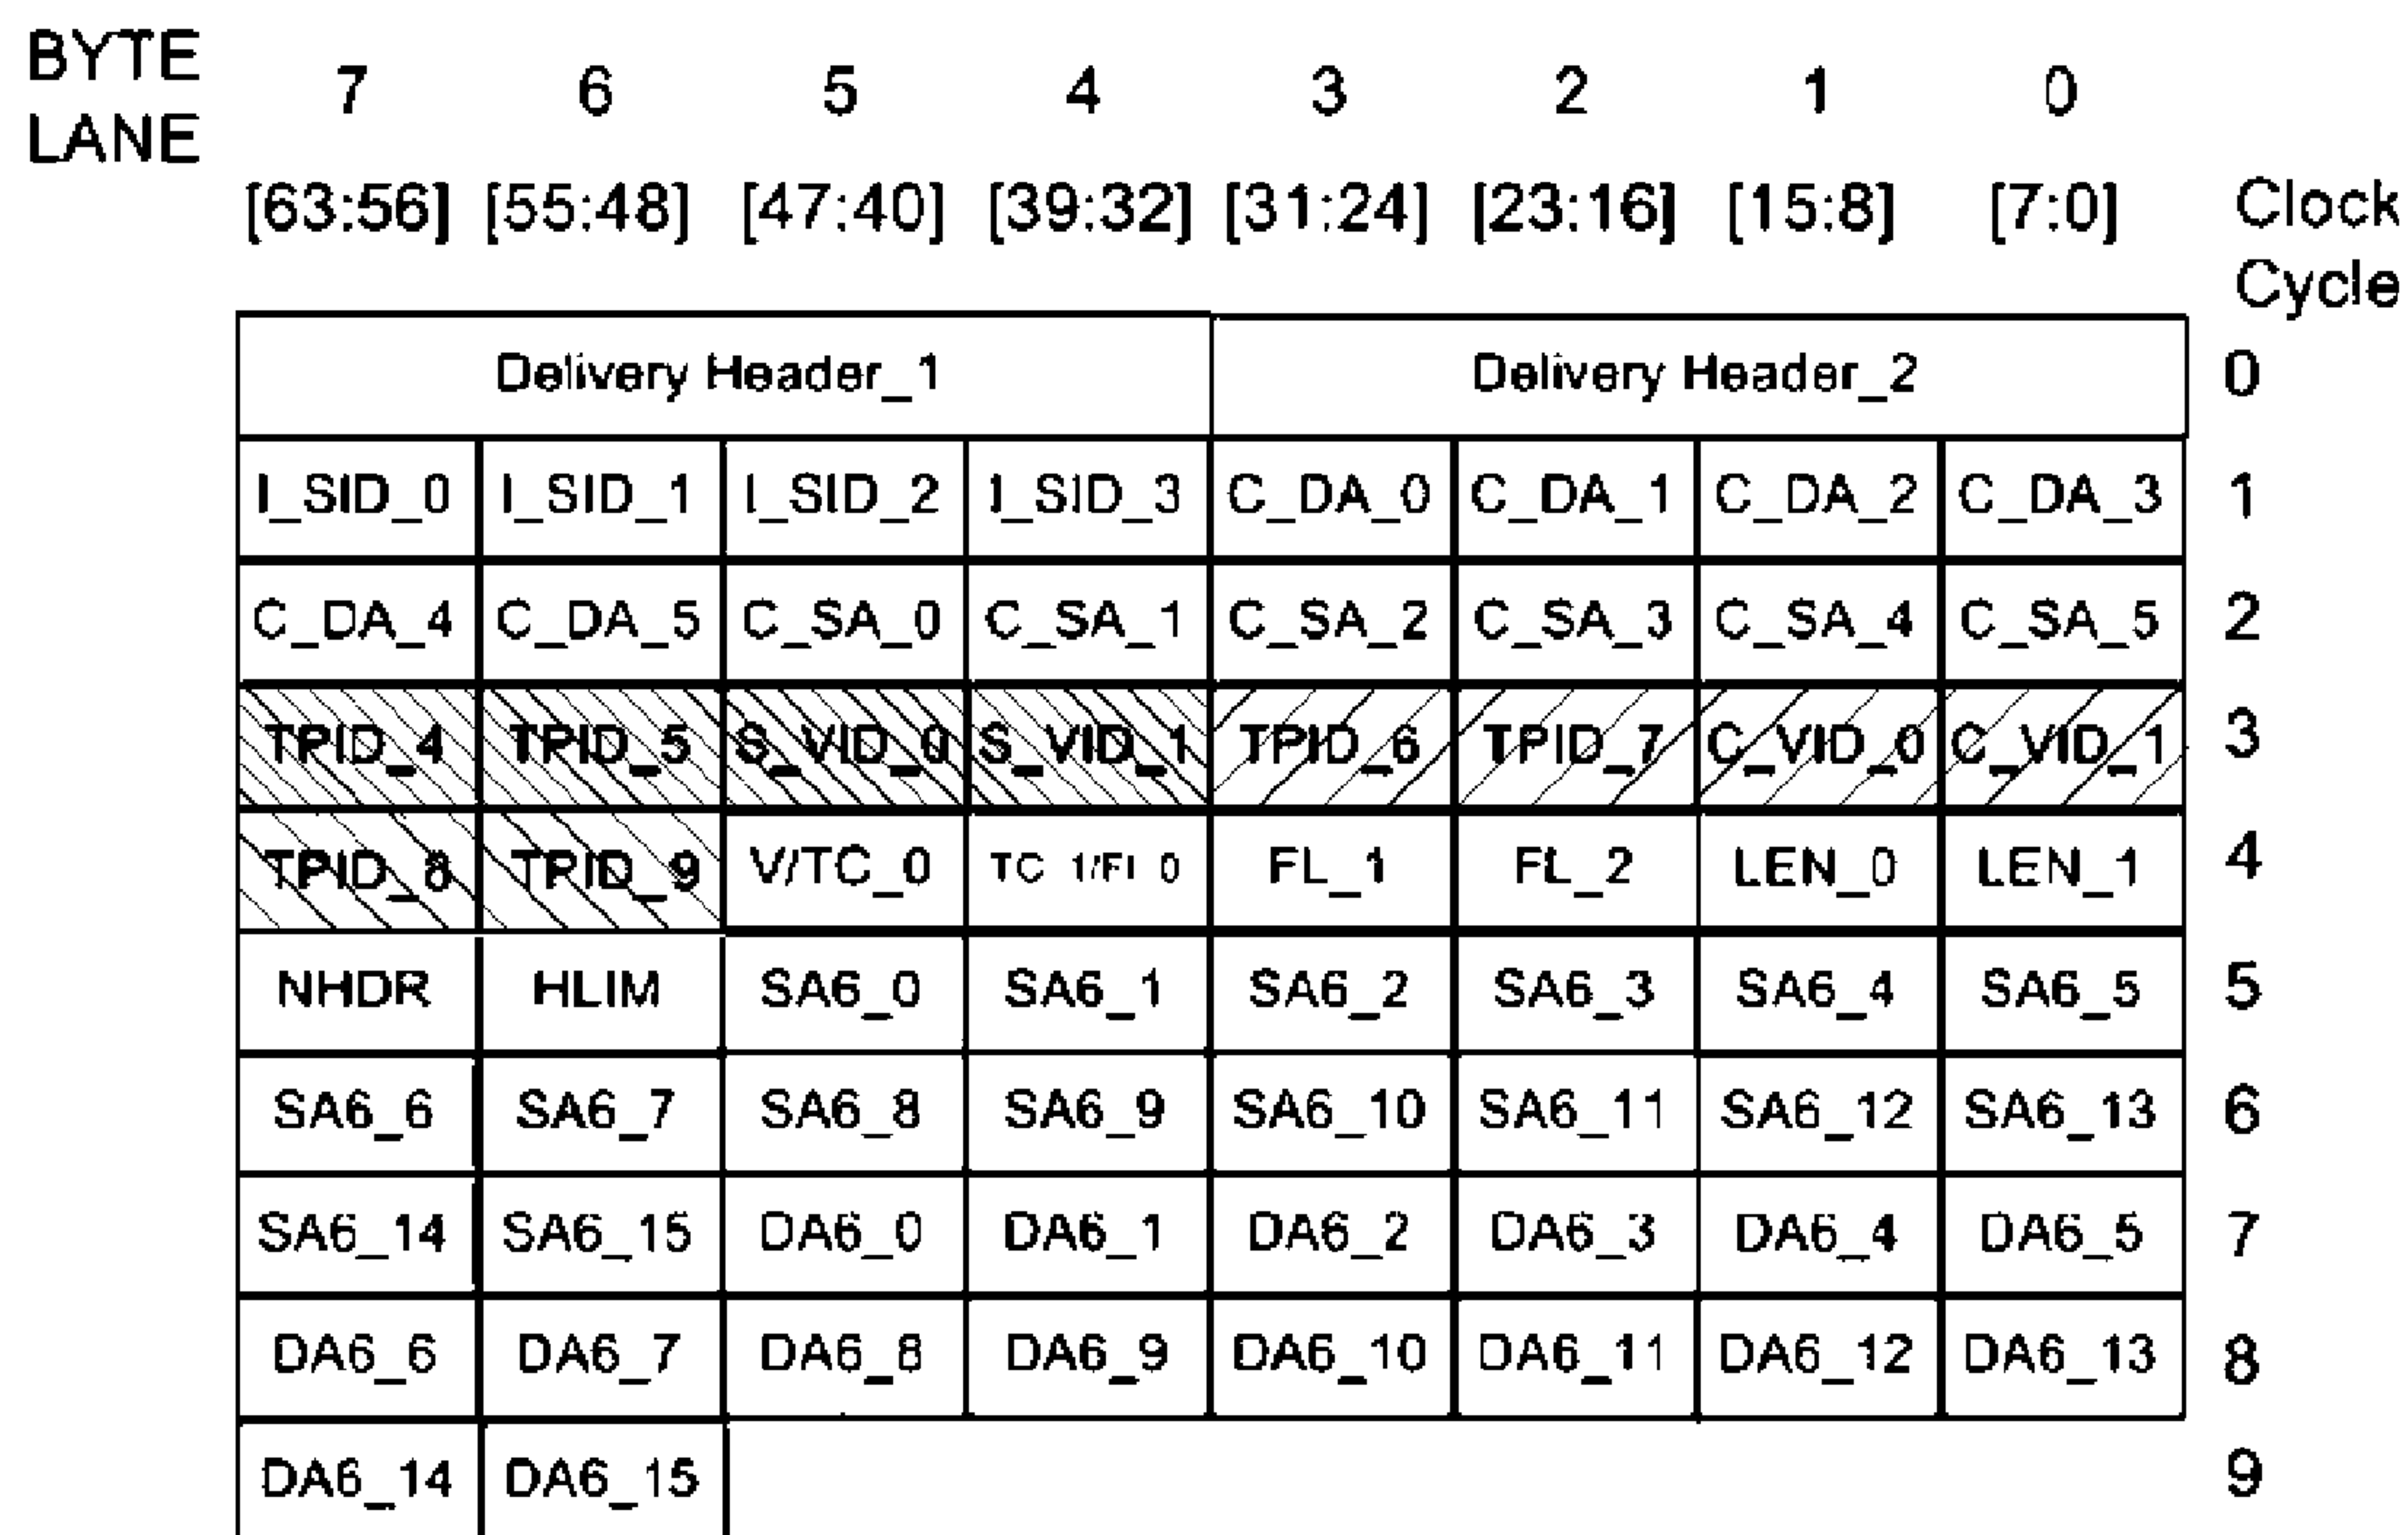 BYTE LANE 7 6 5 4 3 2 1 0
[63:56] [55:48] [47:40] [39:32] [31:24] [23:16] [15:8] [7:0] Clock Cycle
Delivery Header_1 Delivery Header_2 0
I_SID_0 I_SID_1 I_SID_2 I_SID_3 C_DA_0 C_DA_1 C_DA_2 C_DA_3 1
C_DA_4 C_DA_5 C_SA_0 C_SA_1 C_SA_2 C_SA_3 C_SA_4 C_SA_5 2
TPID_4 TPID_5 S_VID_0 S_VID_1 TPID_6 TPID_7 C_VID_0 C_VID_1 3
TPID_8 TPID_9 V/TC_0 TC_1/FL_0 FL_1 FL_2 LEN_0 LEN_1 4
NHDR HLIM SA6_0 SA6_1 SA6_2 SA6_3 SA6_4 SA6_5 5
SA6_6 SA6_7 SA6_8 SA6_9 SA6_10 SA6_11 SA6_12 SA6_13 6
SA6_14 SA6_15 DA6_0 DA6_1 DA6_2 DA6_3 DA6_4 DA6_5 7
DA6_6 DA6_7 DA6_8 DA6_9 DA6_10 DA6_11 DA6_12 DA6_13 8
DA6_14 DA6_15 9